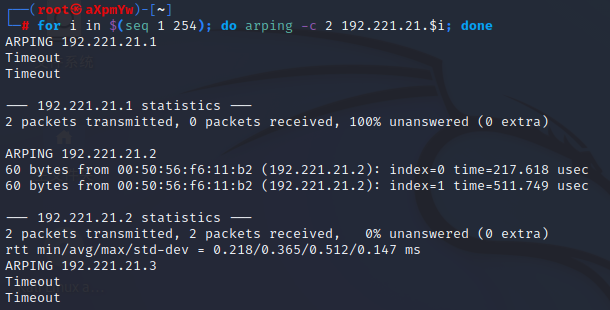 ┌──(root㉿aXpmYw)-[~]
└─# for i in $(seq 1 254); do arping -c 2 192.221.21.$i; done
ARPING 192.221.21.1
Timeout
Timeout

--- 192.221.21.1 statistics ---
2 packets transmitted, 0 packets received, 100% unanswered (0 extra)

ARPING 192.221.21.2
60 bytes from 00:50:56:f6:11:b2 (192.221.21.2): index=0 time=217.618 usec
60 bytes from 00:50:56:f6:11:b2 (192.221.21.2): index=1 time=511.749 usec

--- 192.221.21.2 statistics ---
2 packets transmitted, 2 packets received,   0% unanswered (0 extra)
rtt min/avg/max/std-dev = 0.218/0.365/0.512/0.147 ms
ARPING 192.221.21.3
Timeout
Timeout